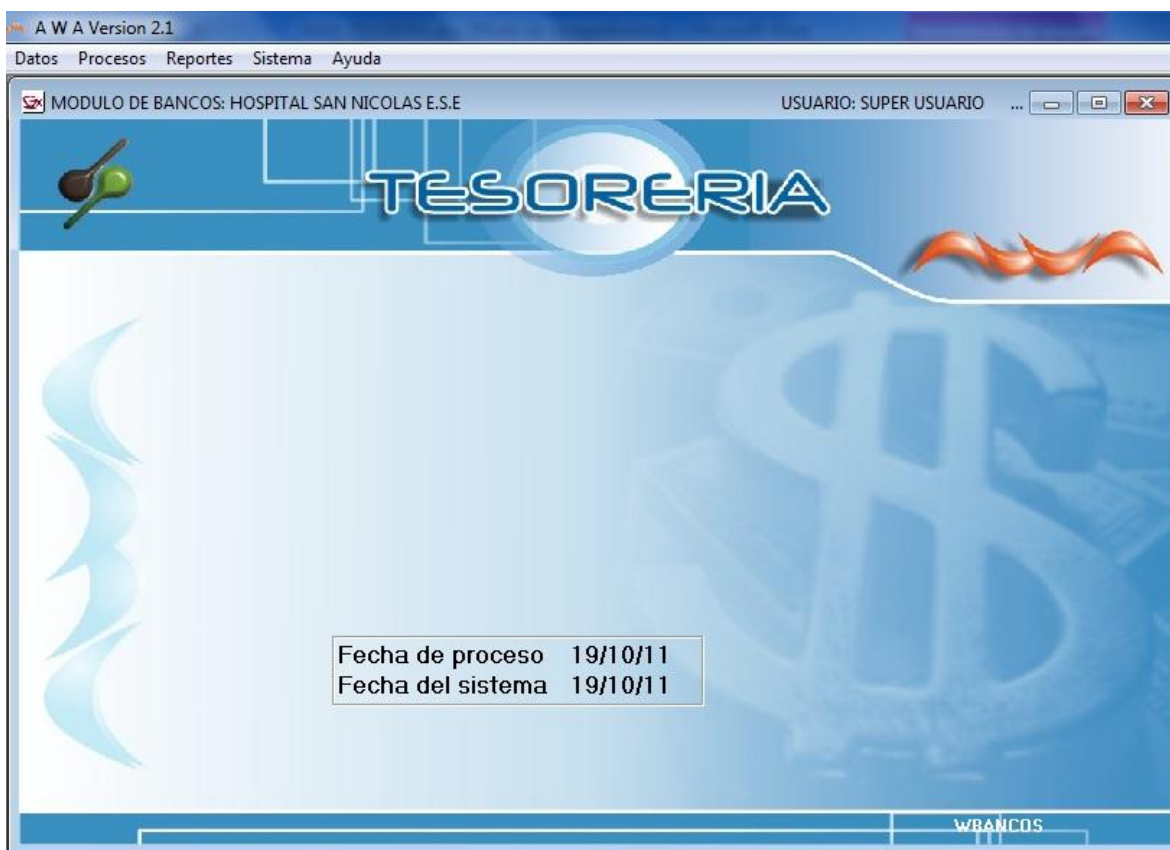 A W A Version 2.1
Datos Procesos Reportes Sistema Ayuda
MODULO DE BANCOS: HOSPITAL SAN NICOLAS E.S.E USUARIO: SUPER USUARIO ...
TESORERIA
Fecha de proceso 19/10/11
Fecha del sistema 19/10/11
WBANCOS